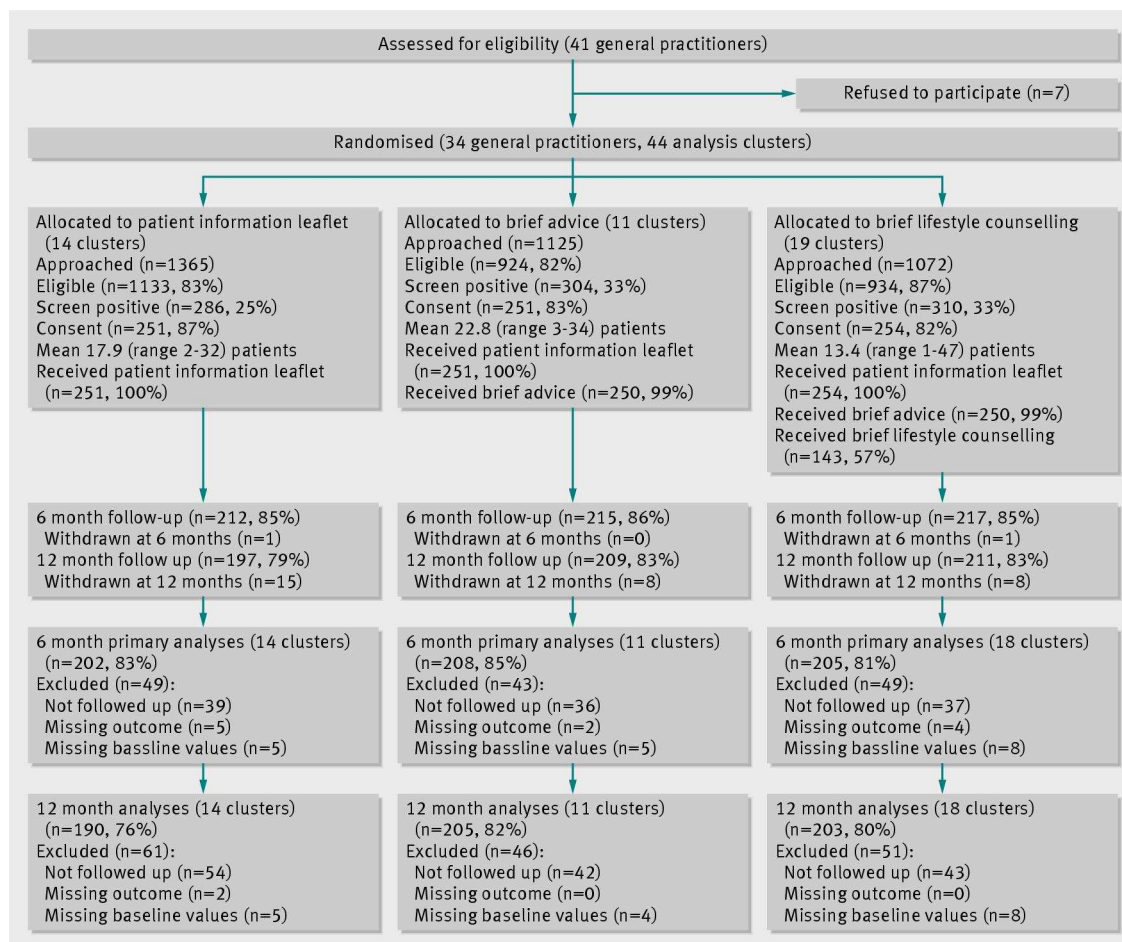 Assessed for eligibility (41 general practitioners)
Refused to participate (n=7)
Randomised (34 general practitioners, 44 analysis clusters)
Allocated to patient information leaflet
(14 clusters)
Approached (n=1365)
Eligible (n=1133, 83%)
Screen positive (n=286, 25%)
Consent (n=251, 87%)
Mean 17.9 (range 2-32) patients
Received patient information leaflet
(n=251, 100%)
Allocated to brief advice (11 clusters)
Approached (n=1125)
Eligible (n=924, 82%)
Screen positive (n=304, 33%)
Consent (n=251, 83%)
Mean 22.8 (range 3-34) patients
Received patient information leaflet
(n=251, 100%)
Received brief advice (n=250, 99%)
Allocated to brief lifestyle counselling
(19 clusters)
Approached (n=1072)
Eligible (n=934, 87%)
Screen positive (n=310, 33%)
Consent (n=254, 82%)
Mean 13.4 (range 1-47) patients
Received patient information leaflet
(n=254, 100%)
Received brief advice (n=250, 99%)
Received brief lifestyle counselling
(n=143, 57%)
6 month follow-up (n=212, 85%)
Withdrawn at 6 months (n=1)
12 month follow up (n=197, 79%)
Withdrawn at 12 months (n=15)
6 month follow-up (n=215, 86%)
Withdrawn at 6 months (n=0)
12 month follow up (n=209, 83%)
Withdrawn at 12 months (n=8)
6 month follow-up (n=217, 85%)
Withdrawn at 6 months (n=1)
12 month follow up (n=211, 83%)
Withdrawn at 12 months (n=8)
6 month primary analyses (14 clusters)
(n=202, 83%)
Excluded (n=49):
Not followed up (n=39)
Missing outcome (n=5)
Missing bassline values (n=5)
6 month primary analyses (11 clusters)
(n=208, 85%)
Excluded (n=43):
Not followed up (n=36)
Missing outcome (n=2)
Missing bassline values (n=5)
6 month primary analyses (18 clusters)
(n=205, 81%)
Excluded (n=49):
Not followed up (n=37)
Missing outcome (n=4)
Missing bassline values (n=8)
12 month analyses (14 clusters)
(n=190, 76%)
Excluded (n=61):
Not followed up (n=54)
Missing outcome (n=2)
Missing baseline values (n=5)
12 month analyses (11 clusters)
(n=205, 82%)
Excluded (n=46):
Not followed up (n=42)
Missing outcome (n=0)
Missing baseline values (n=4)
12 month analyses (18 clusters)
(n=203, 80%)
Excluded (n=51):
Not followed up (n=43)
Missing outcome (n=0)
Missing baseline values (n=8)